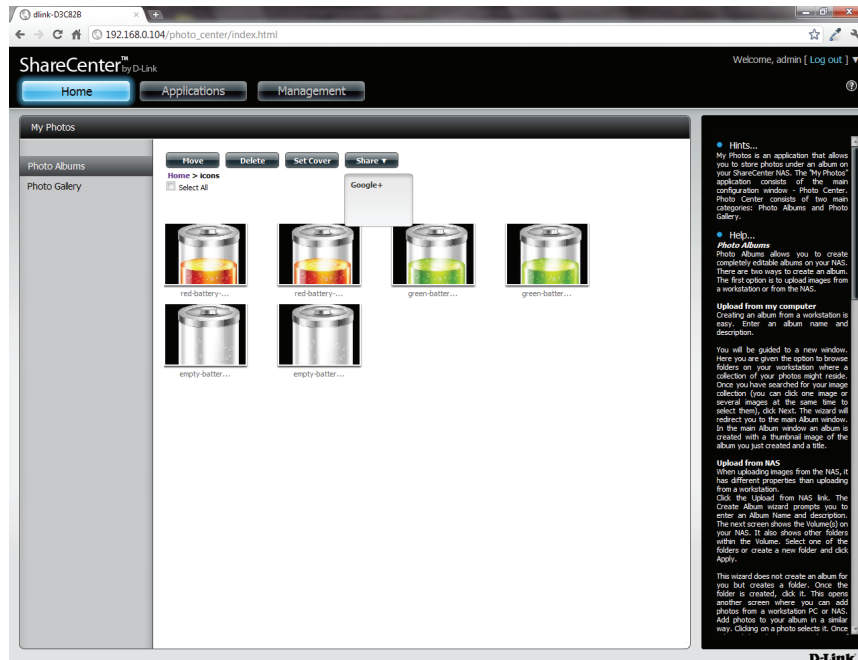 dlink-D3C82B
192.168.0.104/photo_center/index.html
ShareCenter™ by D-Link
Welcome, admin [ Log out ]
Home Applications Management
My Photos
Photo Albums
Photo Gallery
Move Delete Set Cover Share ▼
Home > icons
Select All
Google+
red-battery-... red-battery-... green-batter... green-batter...
empty-batter... empty-batter...
Hints...
My Photos is an application that allows
you to store photos under an album on
your ShareCenter NAS. The "My Photos"
application consists of the main
configuration window - Photo Center.
Photo Center consists of two main
categories: Photo Albums and Photo
Gallery.
Help...
Photo Albums
Photo Albums allows you to create
completely editable albums on your NAS.
There are two ways to create an album.
The first option is to upload images from
a workstation or from the NAS.
Upload from my computer
Creating an album from a workstation is
easy. Enter an album name and
description.
You will be guided to a new window.
Here you are given the option to browse
folders on your workstation where a
collection of your photos might reside.
Once you have searched for your image
collection (you can click one image or
several images at the same time to
select them), click Next. The wizard will
redirect you to the main Album window.
In the main Album window an album is
created with a thumbnail image of the
album you just created and a title.
Upload from NAS
When uploading images from the NAS, it
has different properties than uploading
from a workstation.
Click the Upload from NAS link. The
Create Album wizard prompts you to
enter an Album Name and description.
The next screen shows the Volume(s) on
your NAS. It also shows other folders
within the Volume. Select one of the
folders or create a new folder and click
Apply.
This wizard does not create an album for
you but creates a folder. Once the
folder is created, click it. This opens
another screen where you can add
photos from a workstation PC or NAS.
Add photos to your album in a similar
way. Clicking on a photo selects it. Once
D-Link